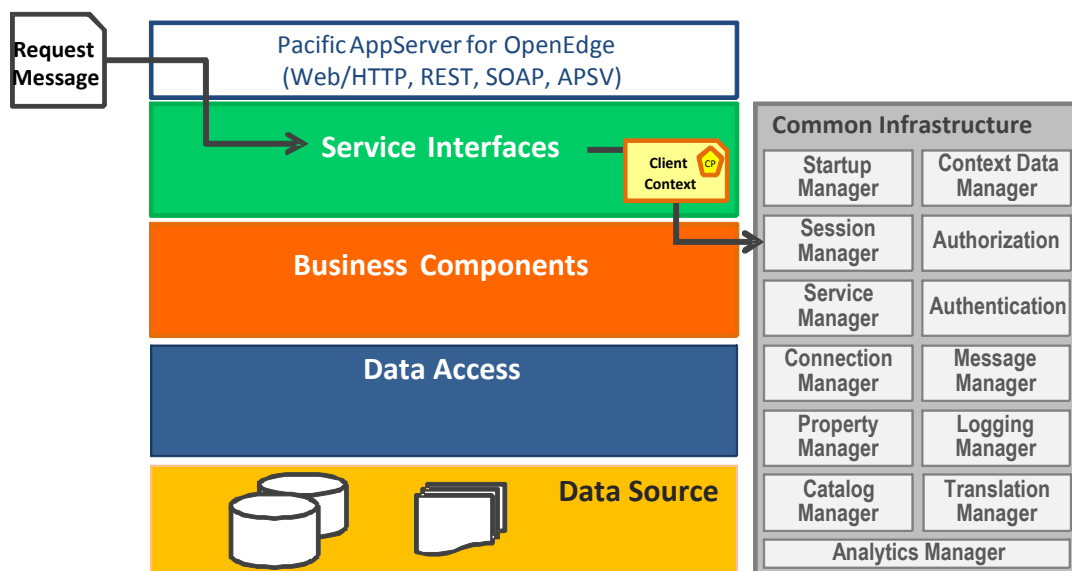 Request
Message
Pacific AppServer for OpenEdge
(Web/HTTP, REST, SOAP, APSV)
Service Interfaces
Client
Context
CP
Business Components
Data Access
Data Source
Common Infrastructure
Startup
Manager
Context Data
Manager
Session
Manager
Authorization
Service
Manager
Authentication
Connection
Manager
Message
Manager
Property
Manager
Logging
Manager
Catalog
Manager
Translation
Manager
Analytics Manager